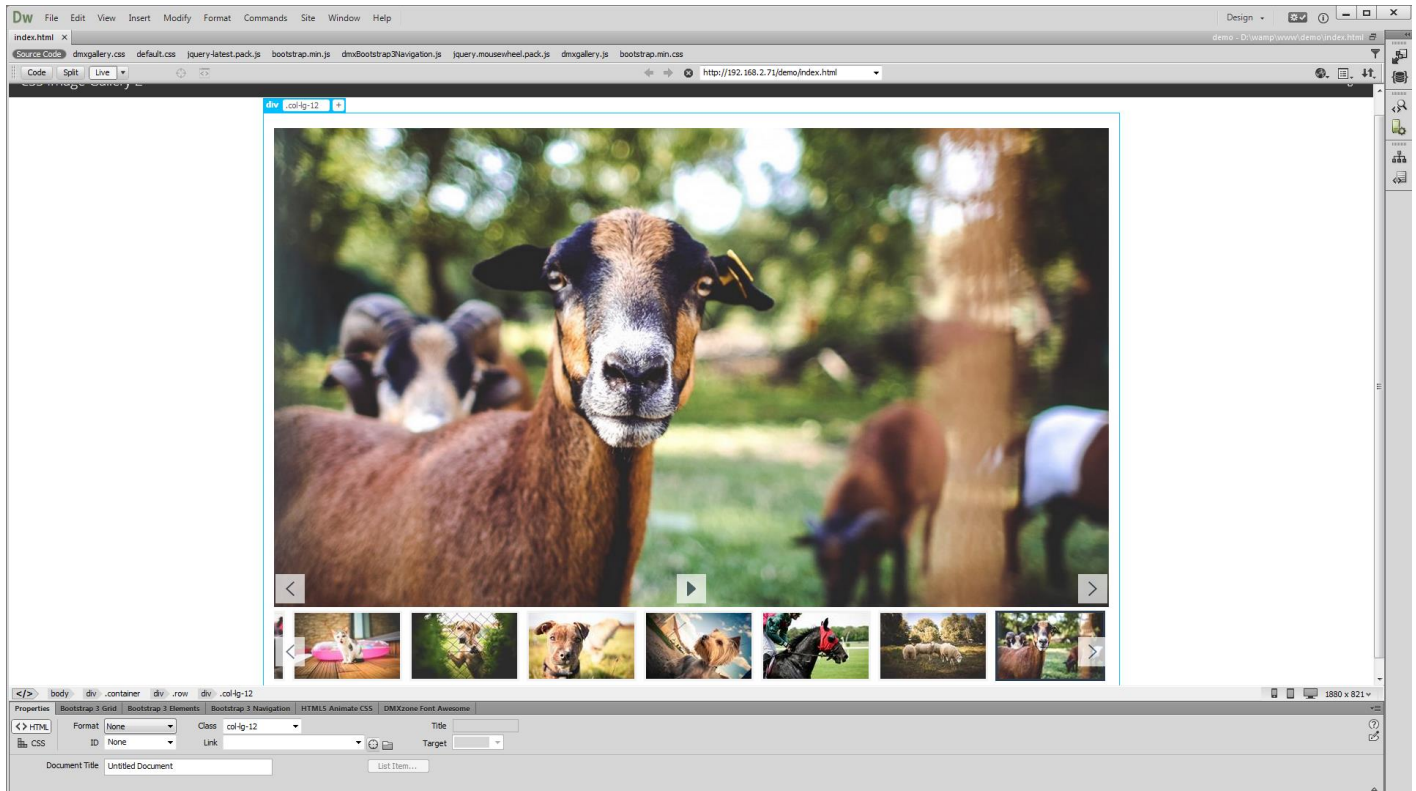 Dw File Edit View Insert Modify Format Commands Site Window Help Design
index.html × demo - D:\wamp\www\demo\index.html
Source Code dmxgallery.css default.css jquery-latest.pack.js bootstrap.min.js dmxBootstrap3Navigation.js jquery.mousewheel.pack.js dmxgallery.js bootstrap.min.css
Code Split Live http://192.168.2.71/demo/index.html
CSS Image Gallery 2
div .col-lg-12 +
</> body div .container div .row div .col-lg-12 1880 x 821
Properties Bootstrap 3 Grid Bootstrap 3 Elements Bootstrap 3 Navigation HTML5 Animate CSS DMXzone Font Awesome
<> HTML Format None Class col-lg-12 Title
CSS ID None Link Target
Document Title Untitled Document List Item...